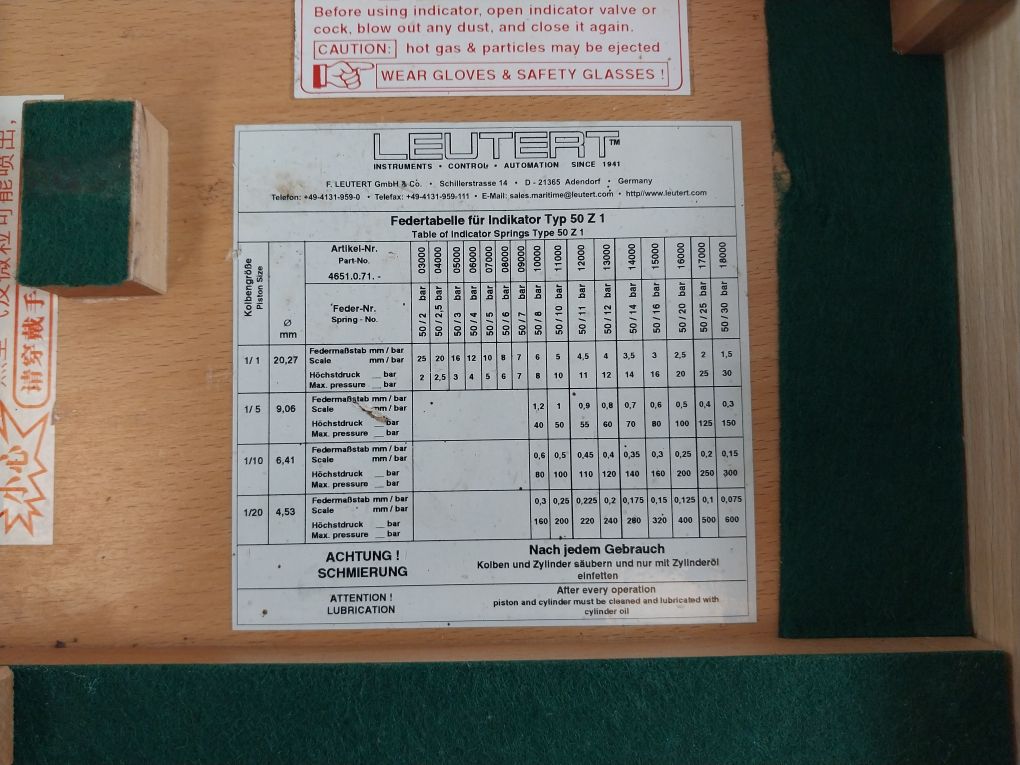 Before using indicator, open indicator valve or
cock, blow out any dust, and close it again.
CAUTION: hot gas & particles may be ejected
WEAR GLOVES & SAFETY GLASSES !
微粒可能喷出,
请穿戴手
小心
LEUTERT™
INSTRUMENTS • CONTROL • AUTOMATION SINCE 1941
F. LEUTERT GmbH & Co. • Schillerstrasse 14 • D - 21365 Adendorf • Germany
Telefon: +49-4131-959-0 • Telefax: +49-4131-959-111 • E-Mail: sales.maritime@leutert.com • http//www.leutert.com
Federtabelle für Indikator Typ 50 Z 1
Table of Indicator Springs Type 50 Z 1
Kolbengröße
Piston Size
Ø
mm
Artikel-Nr.
Part-No.
4651.0.71. - 03000 04000 05000 06000 07000 08000 09000 10000 11000 12000 13000 14000 15000 16000 17000 18000
Feder-Nr.
Spring - No. 50 / 2 bar 50 / 2,5 bar 50 / 3 bar 50 / 4 bar 50 / 5 bar 50 / 6 bar 50 / 7 bar 50 / 8 bar 50 / 10 bar 50 / 11 bar 50 / 12 bar 50 / 14 bar 50 / 16 bar 50 / 20 bar 50 / 25 bar 50 / 30 bar
1/ 1 20,27
Federmaßstab mm / bar
Scale mm / bar 25 20 16 12 10 8 7 6 5 4,5 4 3,5 3 2,5 2 1,5
Höchstdruck __ bar
Max. pressure __ bar 2 2,5 3 4 5 6 7 8 10 11 12 14 16 20 25 30
1/ 5 9,06
Federmaßstab mm / bar
Scale mm / bar 1,2 1 0,9 0,8 0,7 0,6 0,5 0,4 0,3
Höchstdruck __ bar
Max. pressure __ bar 40 50 55 60 70 80 100 125 150
1/10 6,41
Federmaßstab mm / bar
Scale mm / bar 0,6 0,5 0,45 0,4 0,35 0,3 0,25 0,2 0,15
Höchstdruck __ bar
Max. pressure __ bar 80 100 110 120 140 160 200 250 300
1/20 4,53
Federmaßstab mm / bar
Scale mm / bar 0,3 0,25 0,225 0,2 0,175 0,15 0,125 0,1 0,075
Höchstdruck __ bar
Max. pressure __ bar 160 200 220 240 280 320 400 500 600
ACHTUNG !
SCHMIERUNG
Nach jedem Gebrauch
Kolben und Zylinder säubern und nur mit Zylinderöl
einfetten
ATTENTION !
LUBRICATION
After every operation
piston and cylinder must be cleaned and lubricated with
cylinder oil